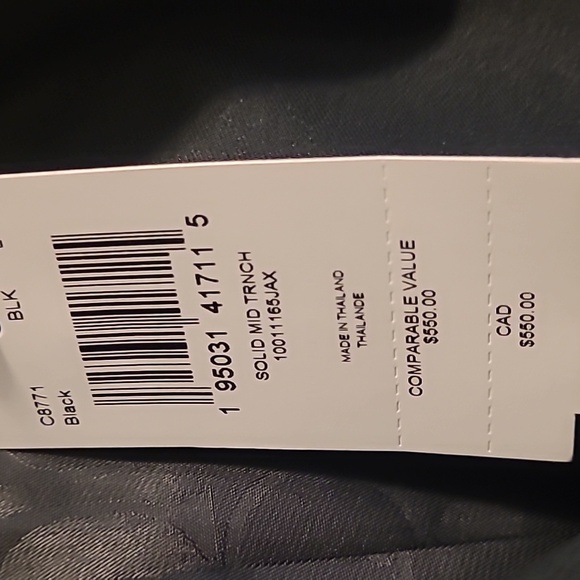 BLK
C8771
Black
1 95031 41711 5
SOLID MID TRNCH
10011165JAX
MADE IN THAILAND
THAILANDE
COMPARABLE VALUE
$550.00
CAD
$550.00